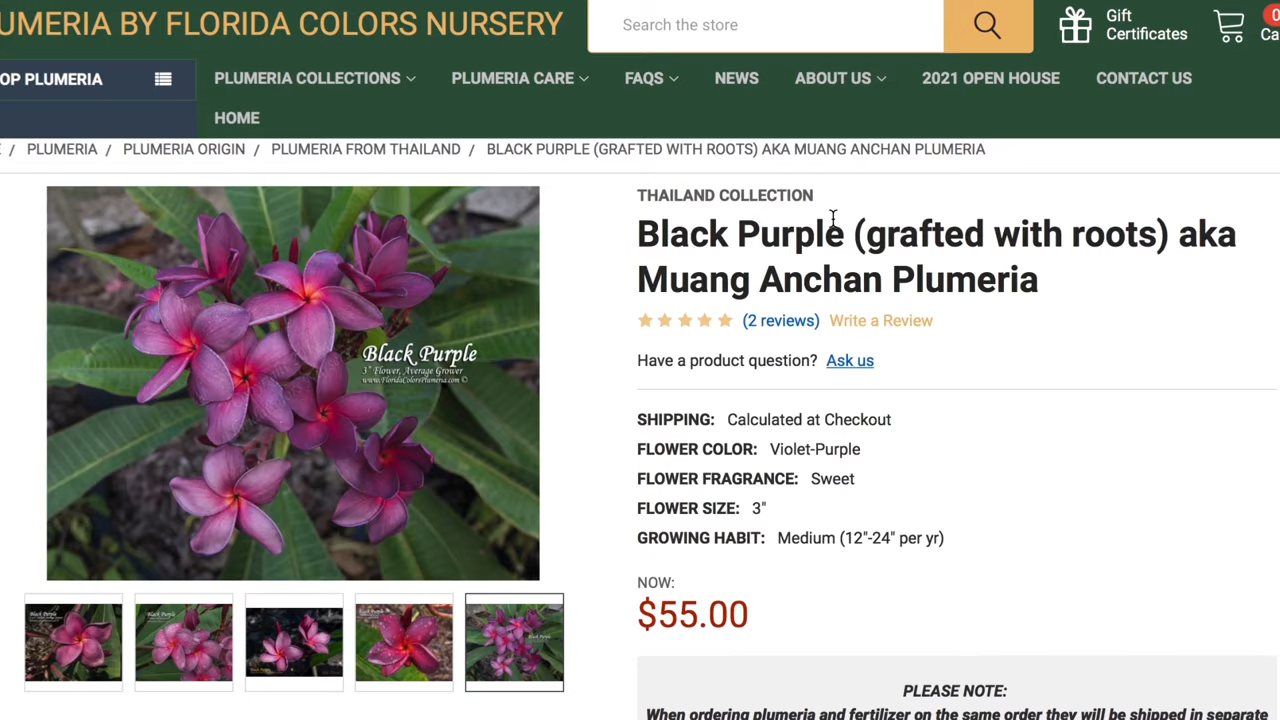 UMERIA BY FLORIDA COLORS NURSERY
Search the store
Gift
Certificates
0
Ca
OP PLUMERIA
PLUMERIA COLLECTIONS
PLUMERIA CARE
FAQS
NEWS
ABOUT US
2021 OPEN HOUSE
CONTACT US
HOME
/ PLUMERIA / PLUMERIA ORIGIN / PLUMERIA FROM THAILAND / BLACK PURPLE (GRAFTED WITH ROOTS) AKA MUANG ANCHAN PLUMERIA
Black Purple
3" Flower, Average Grower
www.FloridaColorsPlumeria.com ©
THAILAND COLLECTION
Black Purple (grafted with roots) aka
Muang Anchan Plumeria
(2 reviews) Write a Review
Have a product question? Ask us
SHIPPING: Calculated at Checkout
FLOWER COLOR: Violet-Purple
FLOWER FRAGRANCE: Sweet
FLOWER SIZE: 3"
GROWING HABIT: Medium (12"-24" per yr)
NOW:
$55.00
PLEASE NOTE:
When ordering plumeria and fertilizer on the same order they will be shipped in separate
Black Purple
Black Purple